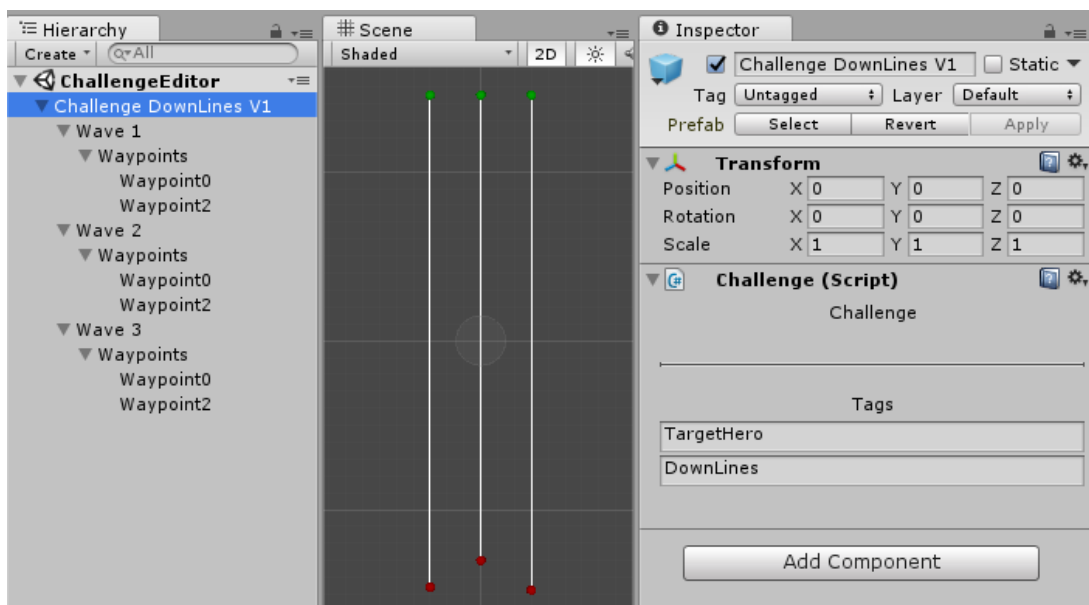 Hierarchy
Create
All
ChallengeEditor
Challenge DownLines V1
Wave 1
Waypoints
Waypoint0
Waypoint2
Wave 2
Waypoints
Waypoint0
Waypoint2
Wave 3
Waypoints
Waypoint0
Waypoint2
Scene
Shaded
2D
Inspector
Challenge DownLines V1
Static
Tag Untagged Layer Default
Prefab Select Revert Apply
Transform
Position X 0 Y 0 Z 0
Rotation X 0 Y 0 Z 0
Scale X 1 Y 1 Z 1
C# Challenge (Script)
Challenge
Tags
TargetHero
DownLines
Add Component